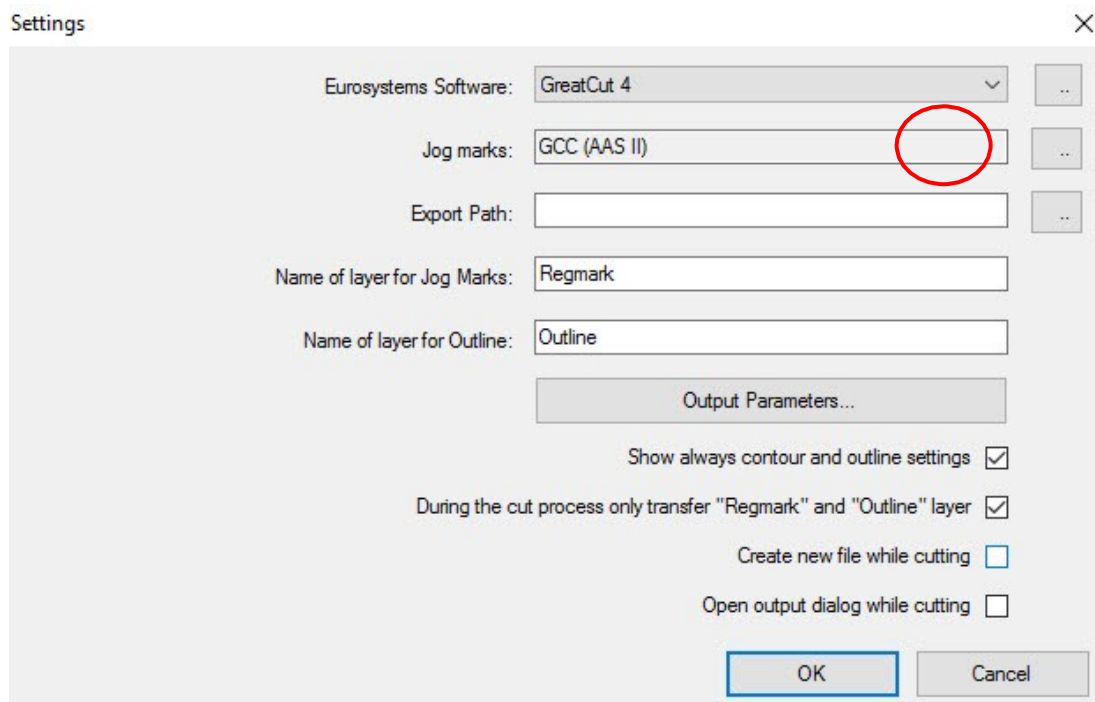 Settings
Eurosystems Software: GreatCut 4 ..
Jog marks: GCC (AAS II) ..
Export Path: ..
Name of layer for Jog Marks: Regmark
Name of layer for Outline: Outline
Output Parameters...
Show always contour and outline settings
During the cut process only transfer "Regmark" and "Outline" layer
Create new file while cutting
Open output dialog while cutting
OK Cancel